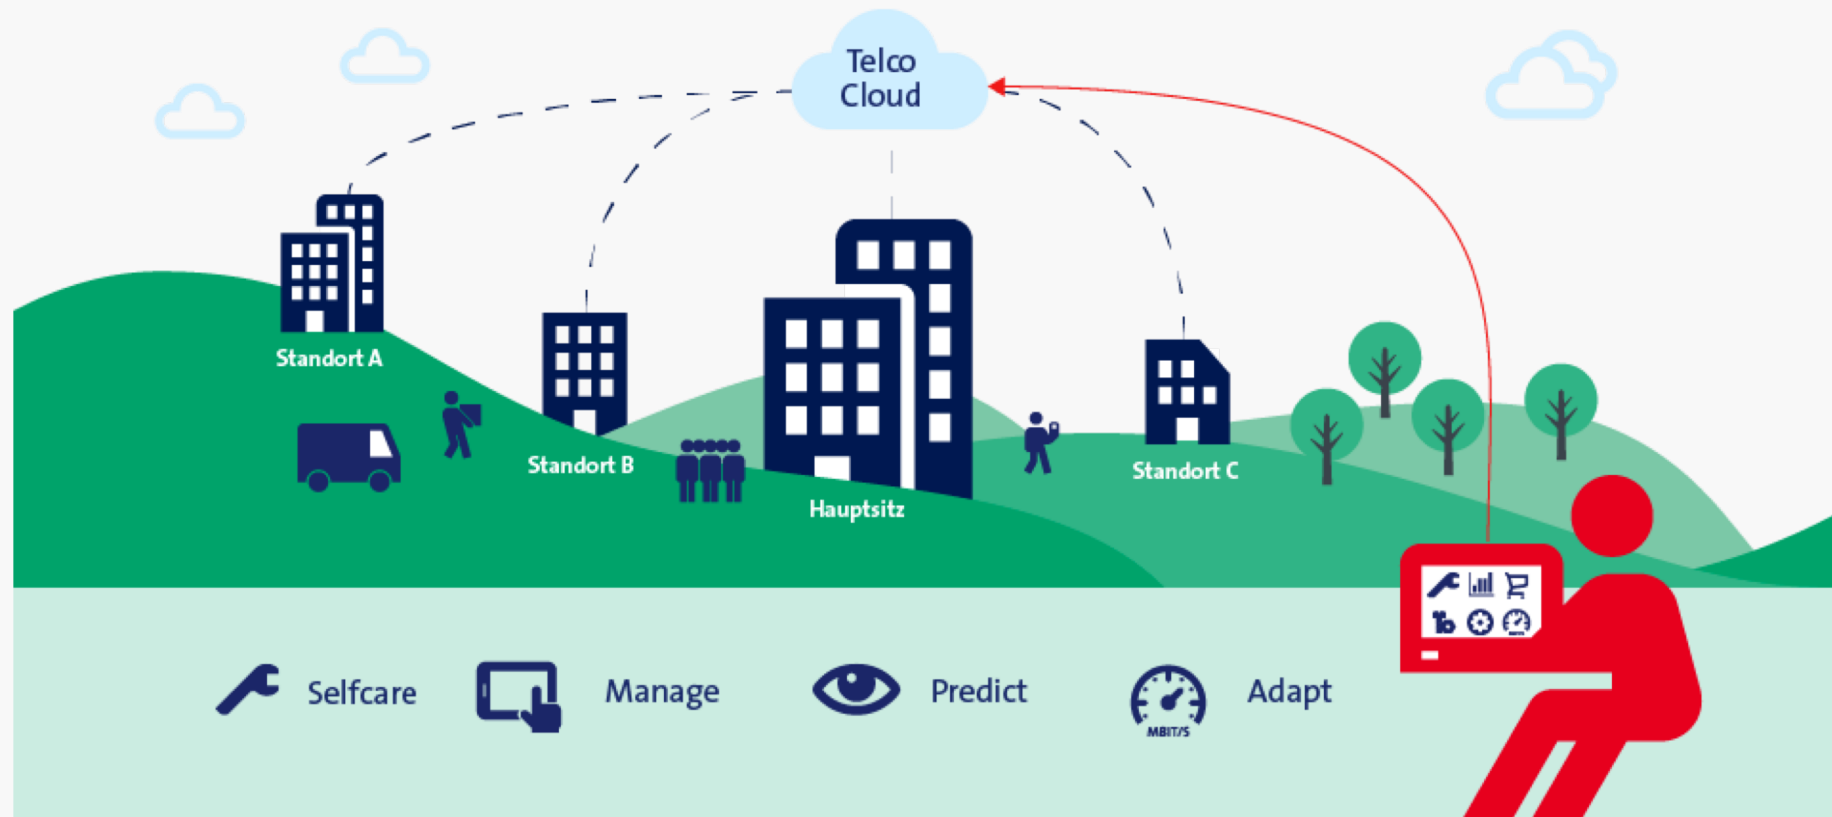 Telco
Cloud
Standort A
Standort B
Hauptsitz
Standort C
Selfcare
Manage
Predict
MBIT/S
Adapt